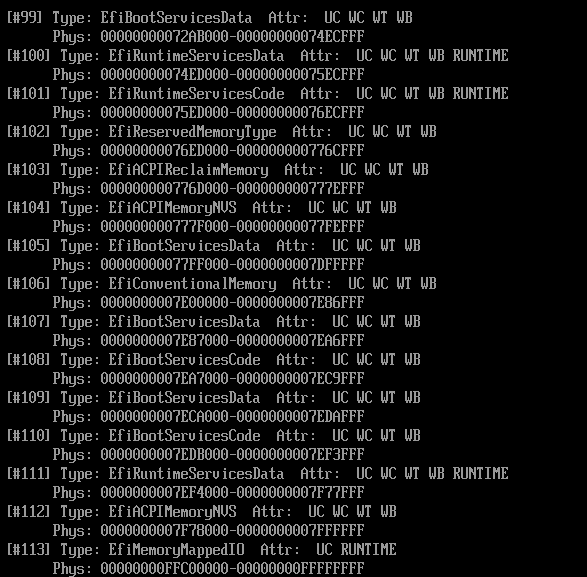 [#99] Type: EfiBootServicesData  Attr:  UC WC WT WB
      Phys: 00000000072AB000-00000000074ECFFF
[#100] Type: EfiRuntimeServicesData  Attr:  UC WC WT WB RUNTIME
      Phys: 00000000074ED000-00000000075ECFFF
[#101] Type: EfiRuntimeServicesCode  Attr:  UC WC WT WB RUNTIME
      Phys: 00000000075ED000-00000000076ECFFF
[#102] Type: EfiReservedMemoryType  Attr:  UC WC WT WB
      Phys: 00000000076ED000-000000000776CFFF
[#103] Type: EfiACPIReclaimMemory  Attr:  UC WC WT WB
      Phys: 000000000776D000-000000000777EFFF
[#104] Type: EfiACPIMemoryNVS  Attr:  UC WC WT WB
      Phys: 000000000777F000-00000000077FEFFF
[#105] Type: EfiBootServicesData  Attr:  UC WC WT WB
      Phys: 00000000077FF000-0000000007DFFFFF
[#106] Type: EfiConventionalMemory  Attr:  UC WC WT WB
      Phys: 0000000007E00000-0000000007E86FFF
[#107] Type: EfiBootServicesData  Attr:  UC WC WT WB
      Phys: 0000000007E87000-0000000007EA6FFF
[#108] Type: EfiBootServicesCode  Attr:  UC WC WT WB
      Phys: 0000000007EA7000-0000000007EC9FFF
[#109] Type: EfiBootServicesData  Attr:  UC WC WT WB
      Phys: 0000000007ECA000-0000000007EDAFFF
[#110] Type: EfiBootServicesCode  Attr:  UC WC WT WB
      Phys: 0000000007EDB000-0000000007EF3FFF
[#111] Type: EfiRuntimeServicesData  Attr:  UC WC WT WB RUNTIME
      Phys: 0000000007EF4000-0000000007F77FFF
[#112] Type: EfiACPIMemoryNVS  Attr:  UC WC WT WB
      Phys: 0000000007F78000-0000000007FFFFFF
[#113] Type: EfiMemoryMappedIO  Attr:  UC RUNTIME
      Phys: 00000000FFC00000-00000000FFFFFFFF